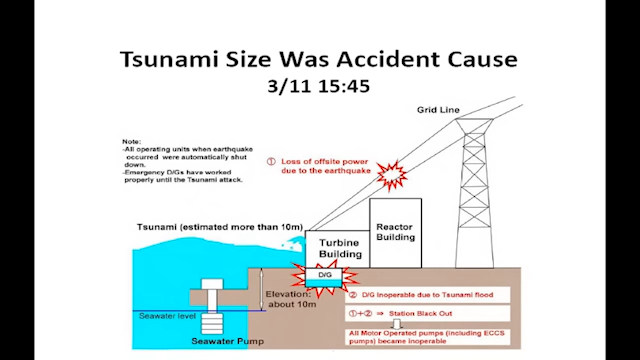 Tsunami Size Was Accident Cause
3/11 15:45
Grid Line
Note:
-All operating units when earthquake
occurred were automatically shut
down.
-Emergency D/Gs have worked
properly until the Tsunami attack.
① Loss of offsite power
due to the earthquake
Tsunami (estimated more than 10m)
Turbine
Building
Reactor
Building
D/G
Elevation:
about 10m
Seawater level
Seawater Pump
② D/G Inoperable due to Tsunami flood
①+② ⇒ Station Black Out
All Motor Operated pumps (including ECCS
pumps) became Inoperable